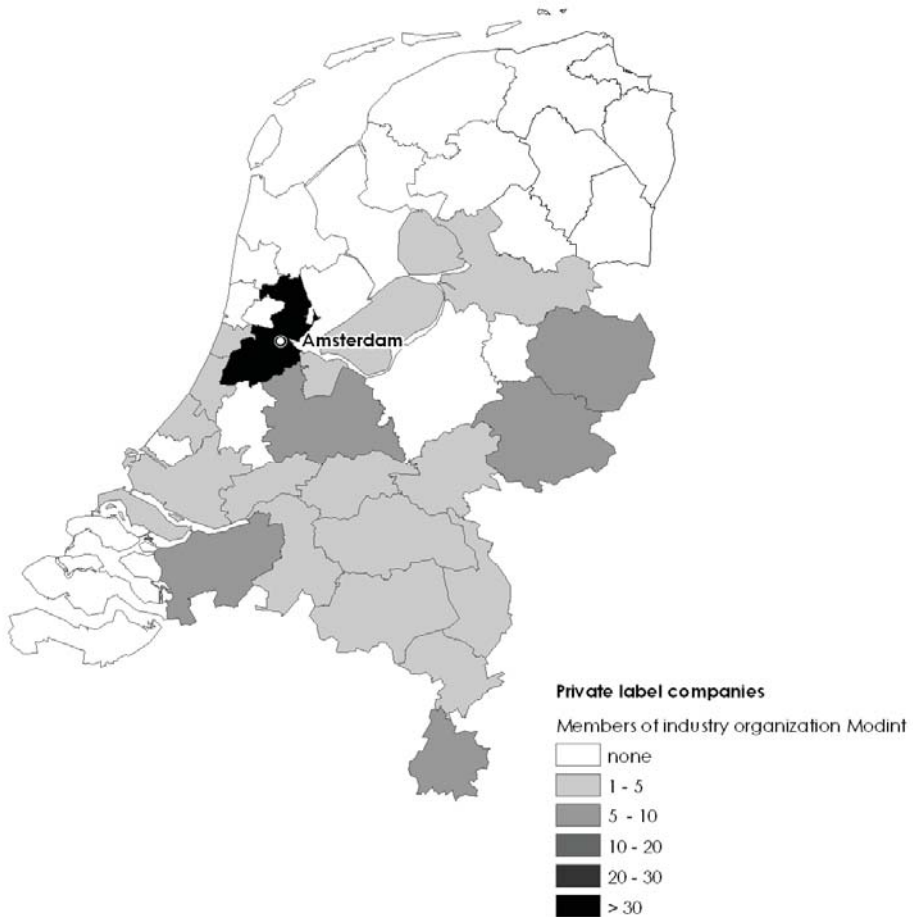 Amsterdam
Private label companies
Members of industry organization Modint
none
1 - 5
5 - 10
10 - 20
20 - 30
> 30